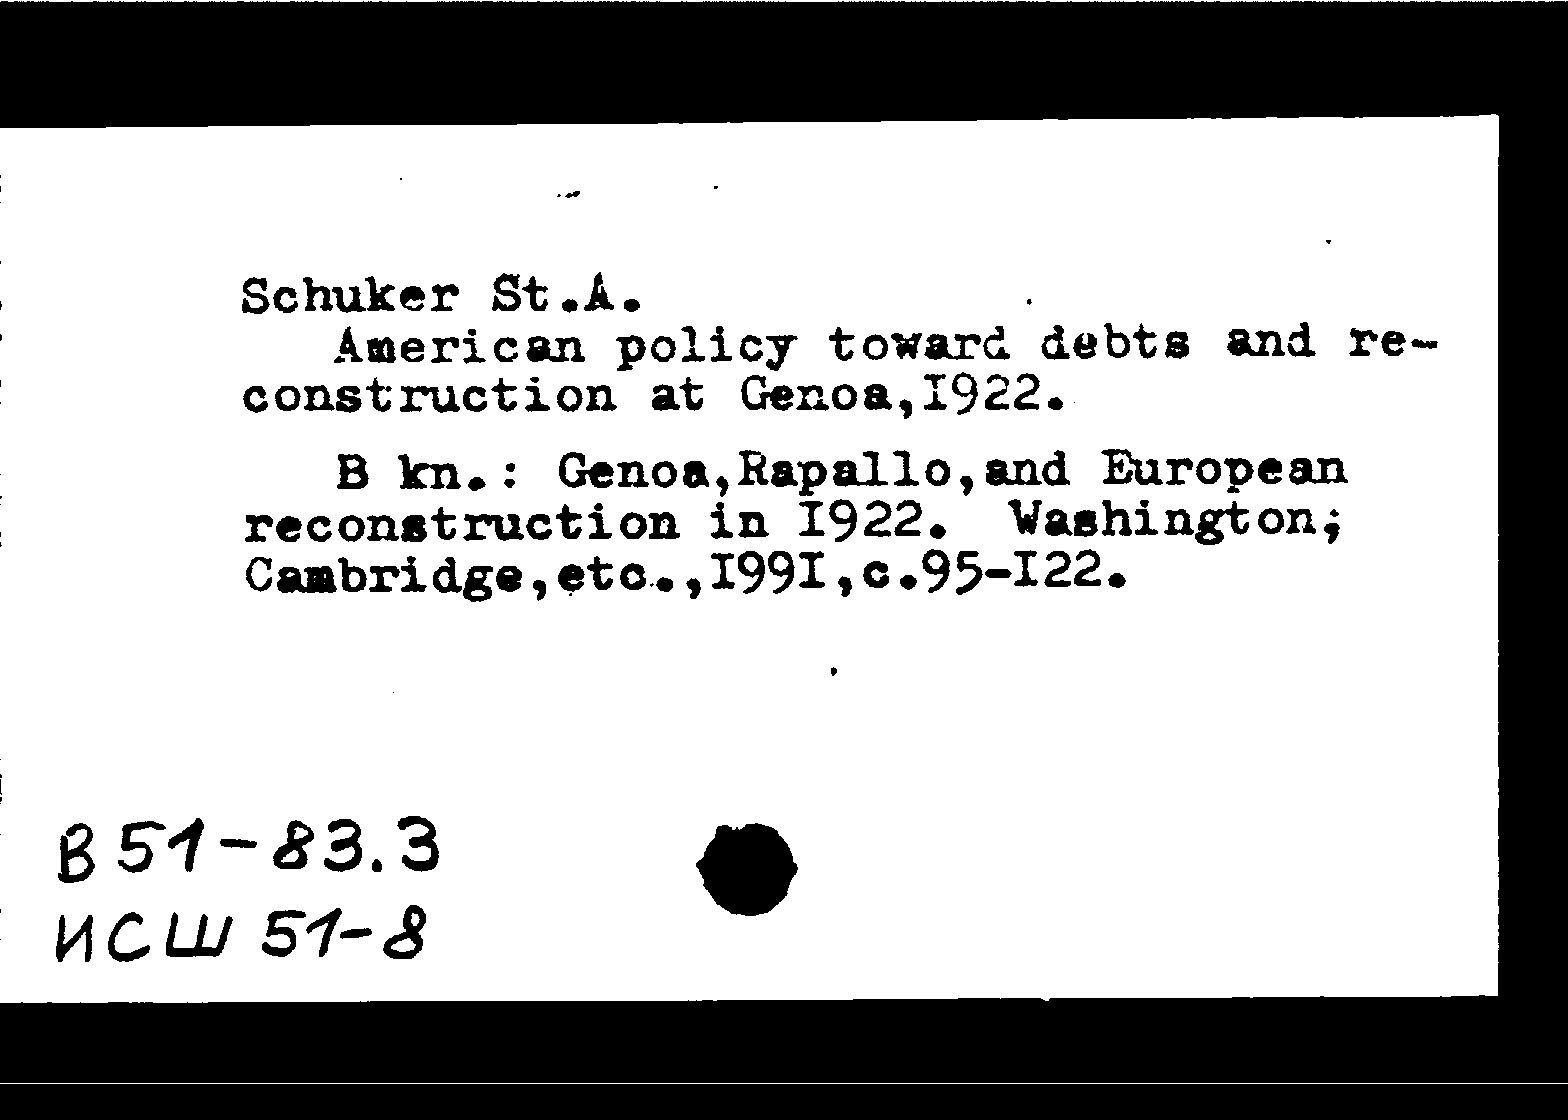 Schuker St.A.
American policy toward debts and re-
construction at Genoa,I922.
B kn.: Genoa,Rapallo,and European
reconstruction in I922. Washington;
Cambridge,etc.,I99I,c.95-I22.
В 51-83.3
ИСШ 51-8